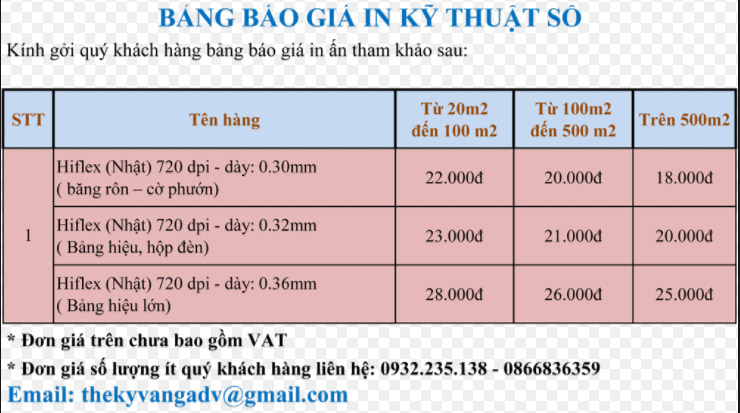 BẢNG BÁO GIÁ IN KỸ THUẬT SỐ
Kính gởi quý khách hàng bảng báo giá in ấn tham khảo sau:
STT
Tên hàng
Từ 20m2
đến 100 m2
Từ 100m2
đến 500 m2
Trên 500m2
1
Hiflex (Nhật) 720 dpi - dày: 0.30mm
( băng rôn – cờ phướn)
22.000đ
20.000đ
18.000đ
Hiflex (Nhật) 720 dpi - dày: 0.32mm
( Bảng hiệu, hộp đèn)
23.000đ
21.000đ
20.000đ
Hiflex (Nhật) 720 dpi - dày: 0.36mm
( Bảng hiệu lớn)
28.000đ
26.000đ
25.000đ
* Đơn giá trên chưa bao gồm VAT
* Đơn giá số lượng ít quý khách hàng liên hệ: 0932.235.138 - 0866836359
Email: thekyvangadv@gmail.com